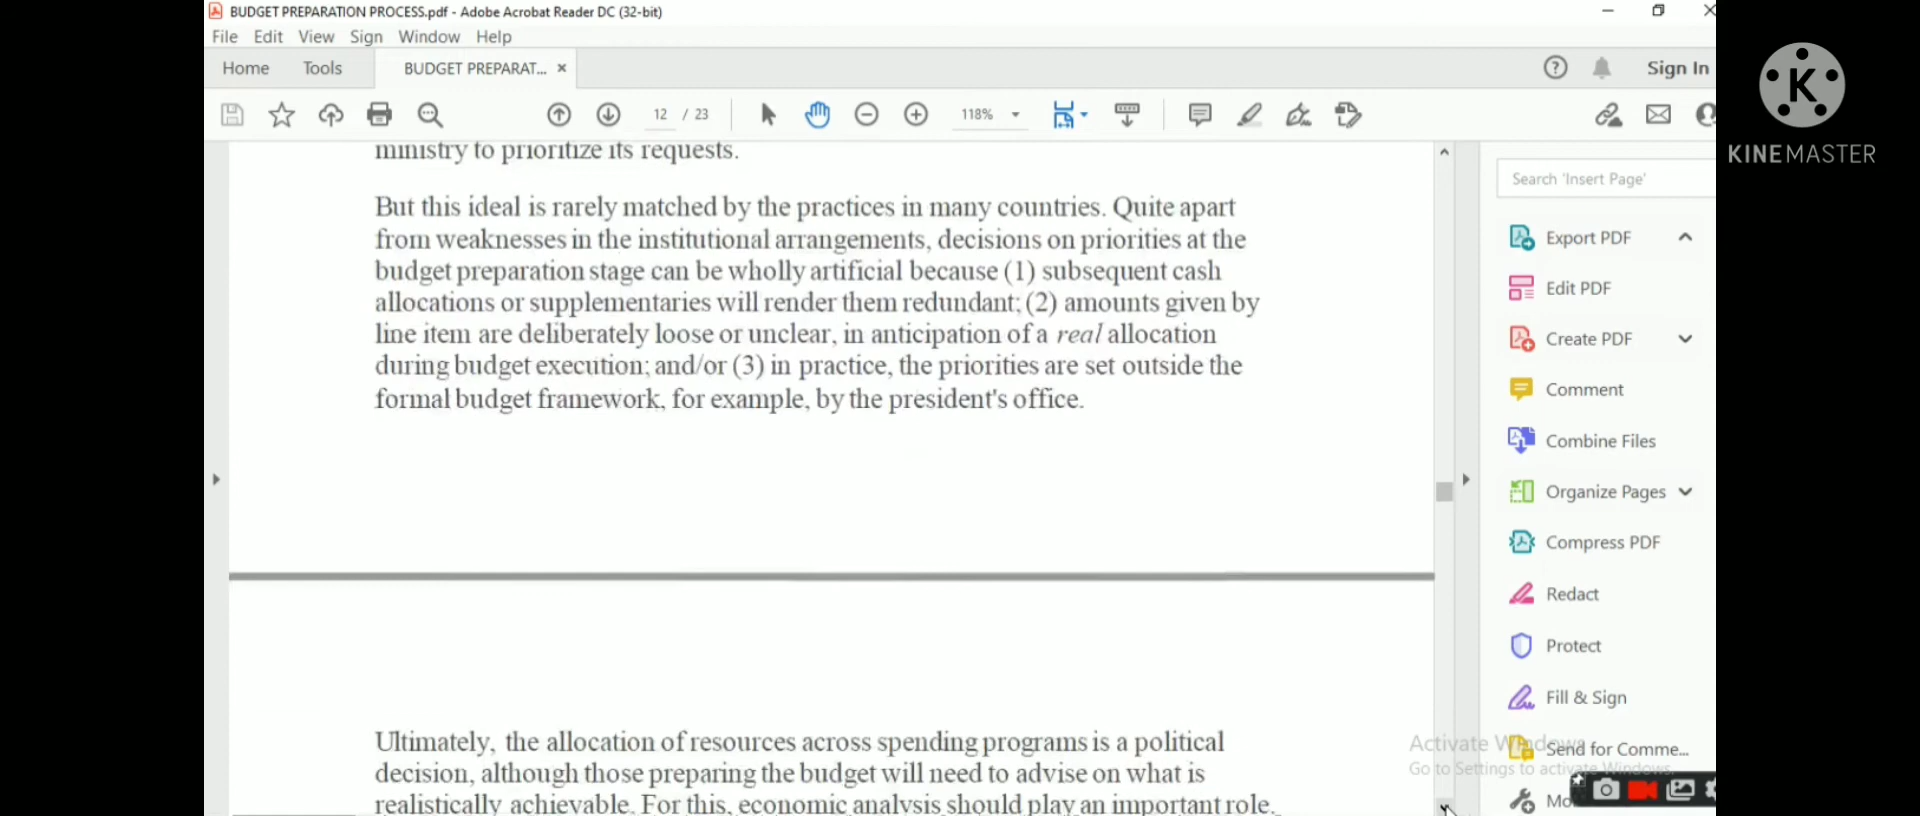 BUDGET PREPARATION PROCESS.pdf - Adobe Acrobat Reader DC (32-bit)
File Edit View Sign Window Help
Home Tools BUDGET PREPARAT... × Sign In
12 / 23 118%
K
KINEMASTER
ministry to prioritize its requests.
But this ideal is rarely matched by the practices in many countries. Quite apart
from weaknesses in the institutional arrangements, decisions on priorities at the
budget preparation stage can be wholly artificial because (1) subsequent cash
allocations or supplementaries will render them redundant; (2) amounts given by
line item are deliberately loose or unclear, in anticipation of a real allocation
during budget execution; and/or (3) in practice, the priorities are set outside the
formal budget framework, for example, by the president's office.
Ultimately, the allocation of resources across spending programs is a political
decision, although those preparing the budget will need to advise on what is
realistically achievable. For this, economic analysis should play an important role.
Search 'Insert Page'
Export PDF
Edit PDF
Create PDF
Comment
Combine Files
Organize Pages
Compress PDF
Redact
Protect
Fill & Sign
Send for Comme...
Activate Windows
Go to Settings to activate Windows.